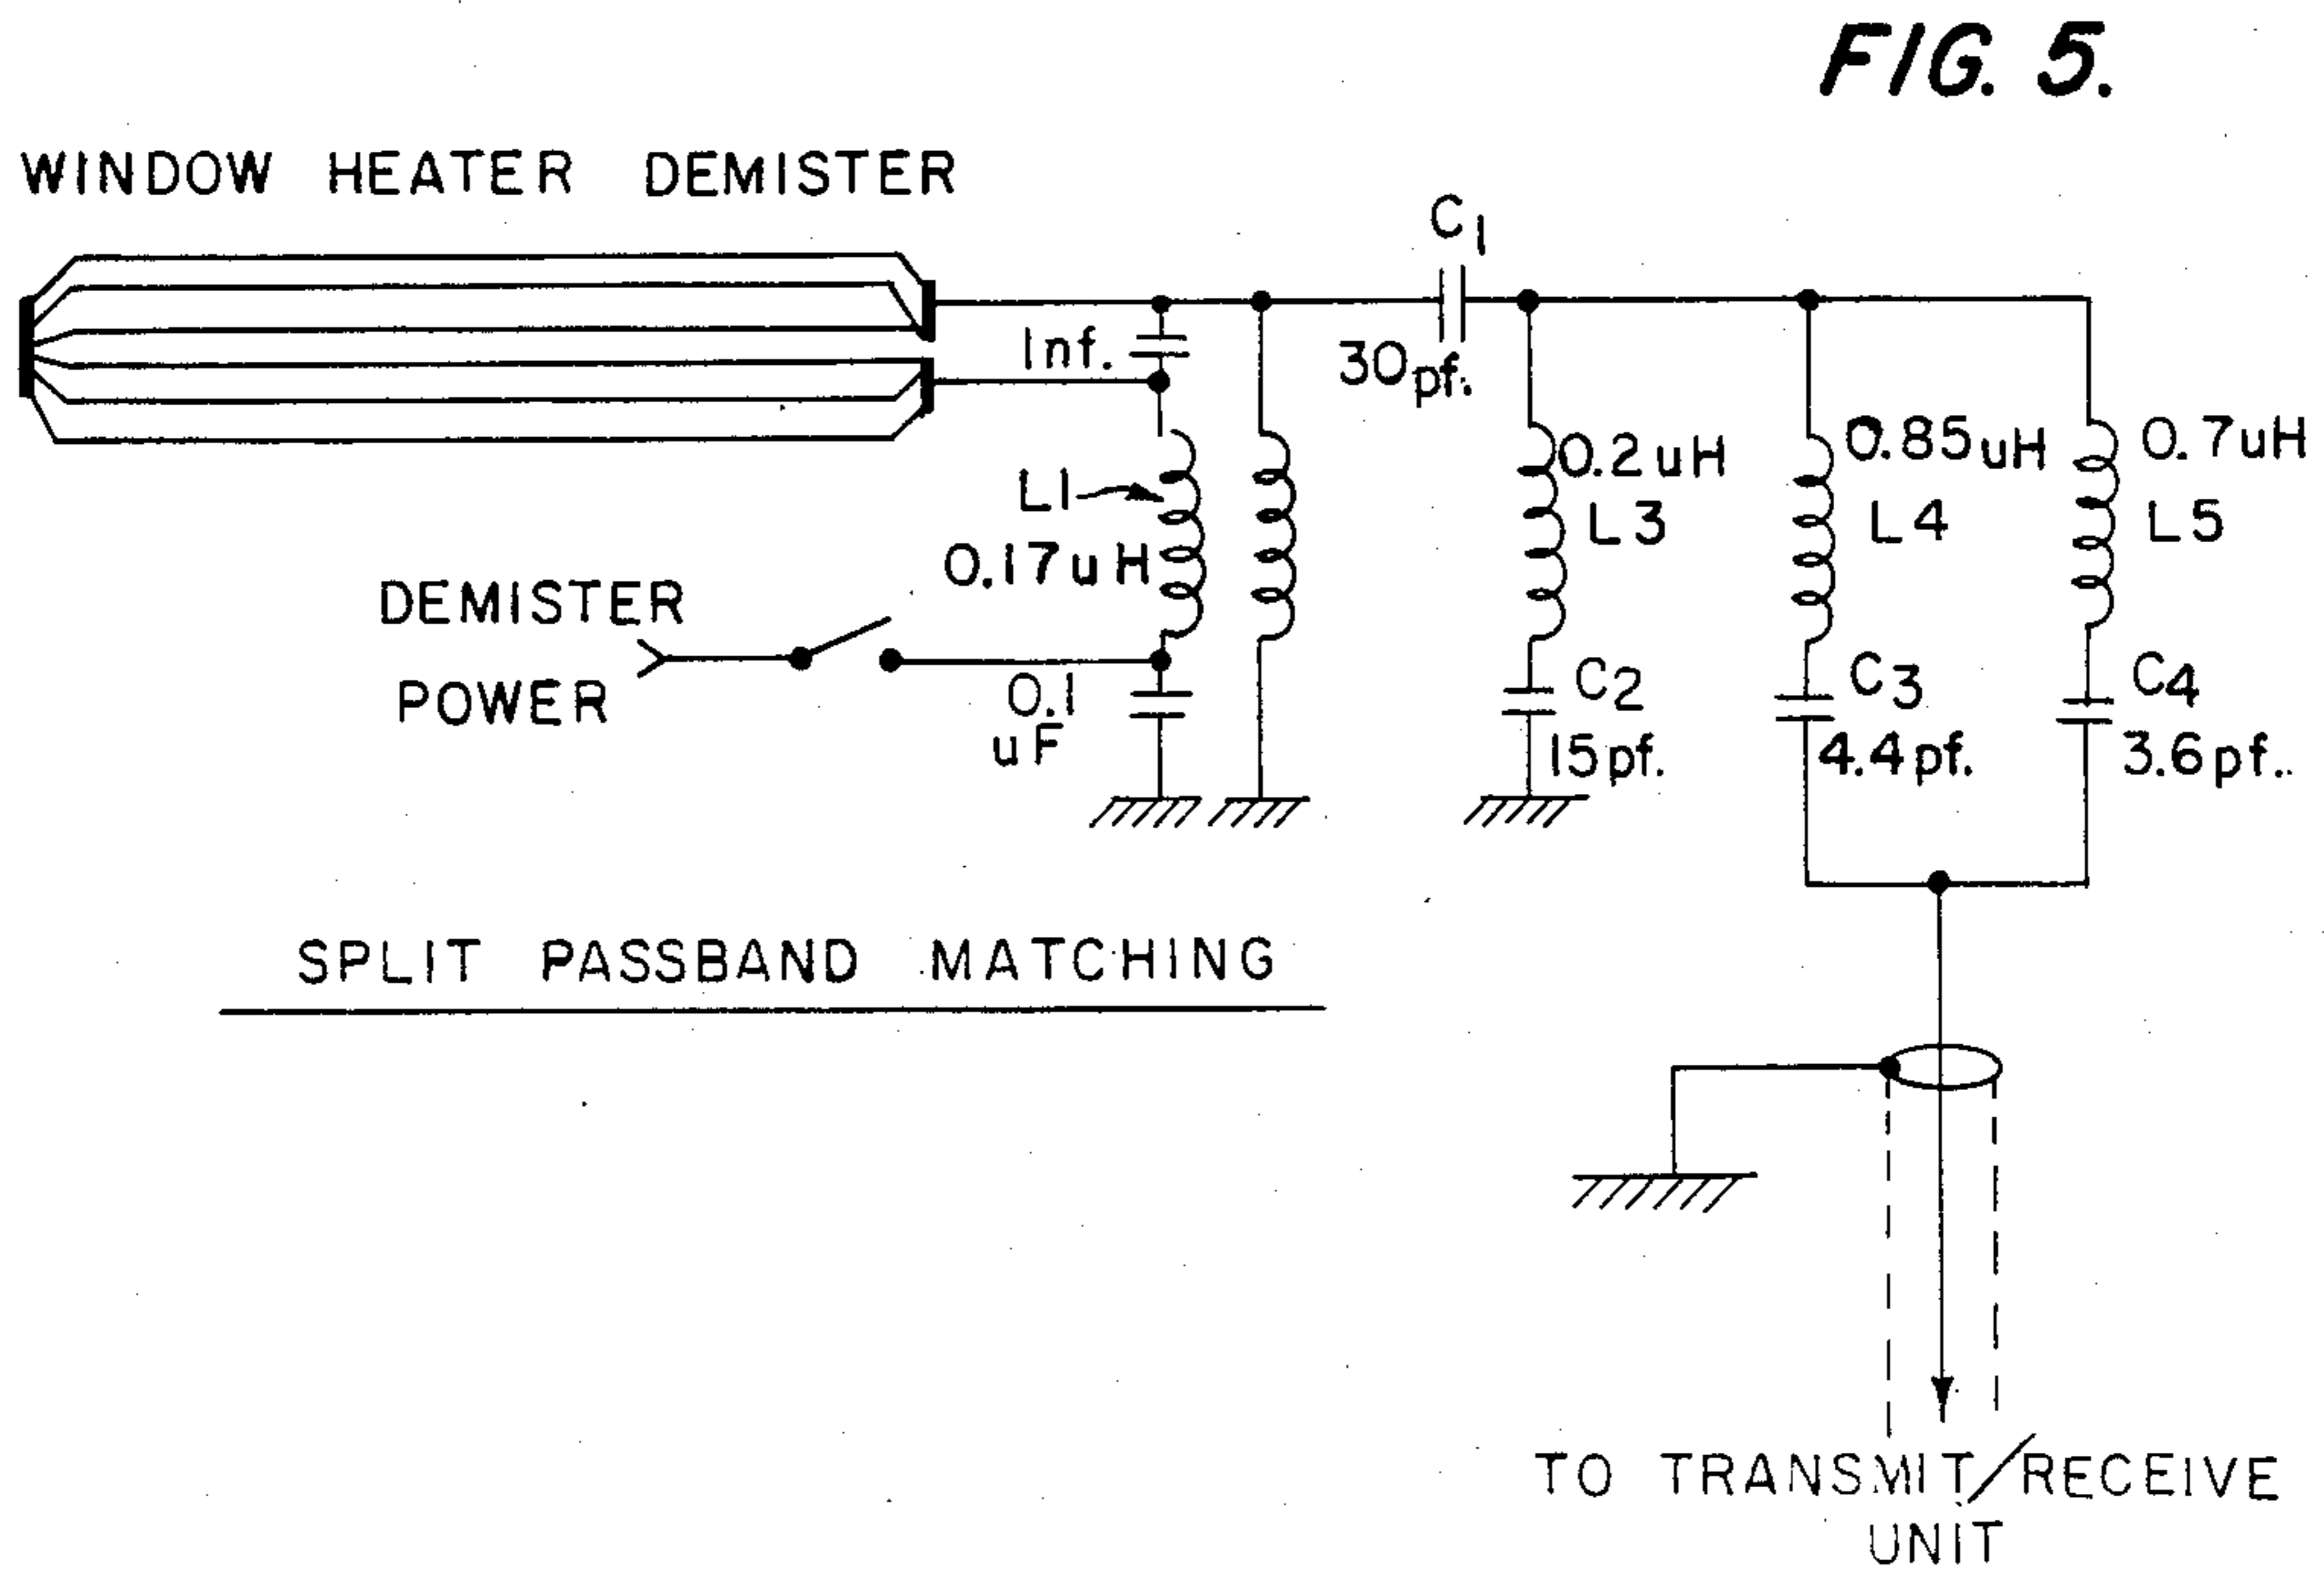 FIG. 5.
WINDOW HEATER DEMISTER
C1
1nf.
30pf.
L1
0.17uH
0.2uH
L3
0.85uH
L4
0.7uH
L5
DEMISTER
POWER
0.1
uF
C2
15pf.
C3
4.4pf.
C4
3.6pf.
SPLIT PASSBAND MATCHING
TO TRANSMIT/RECEIVE
UNIT